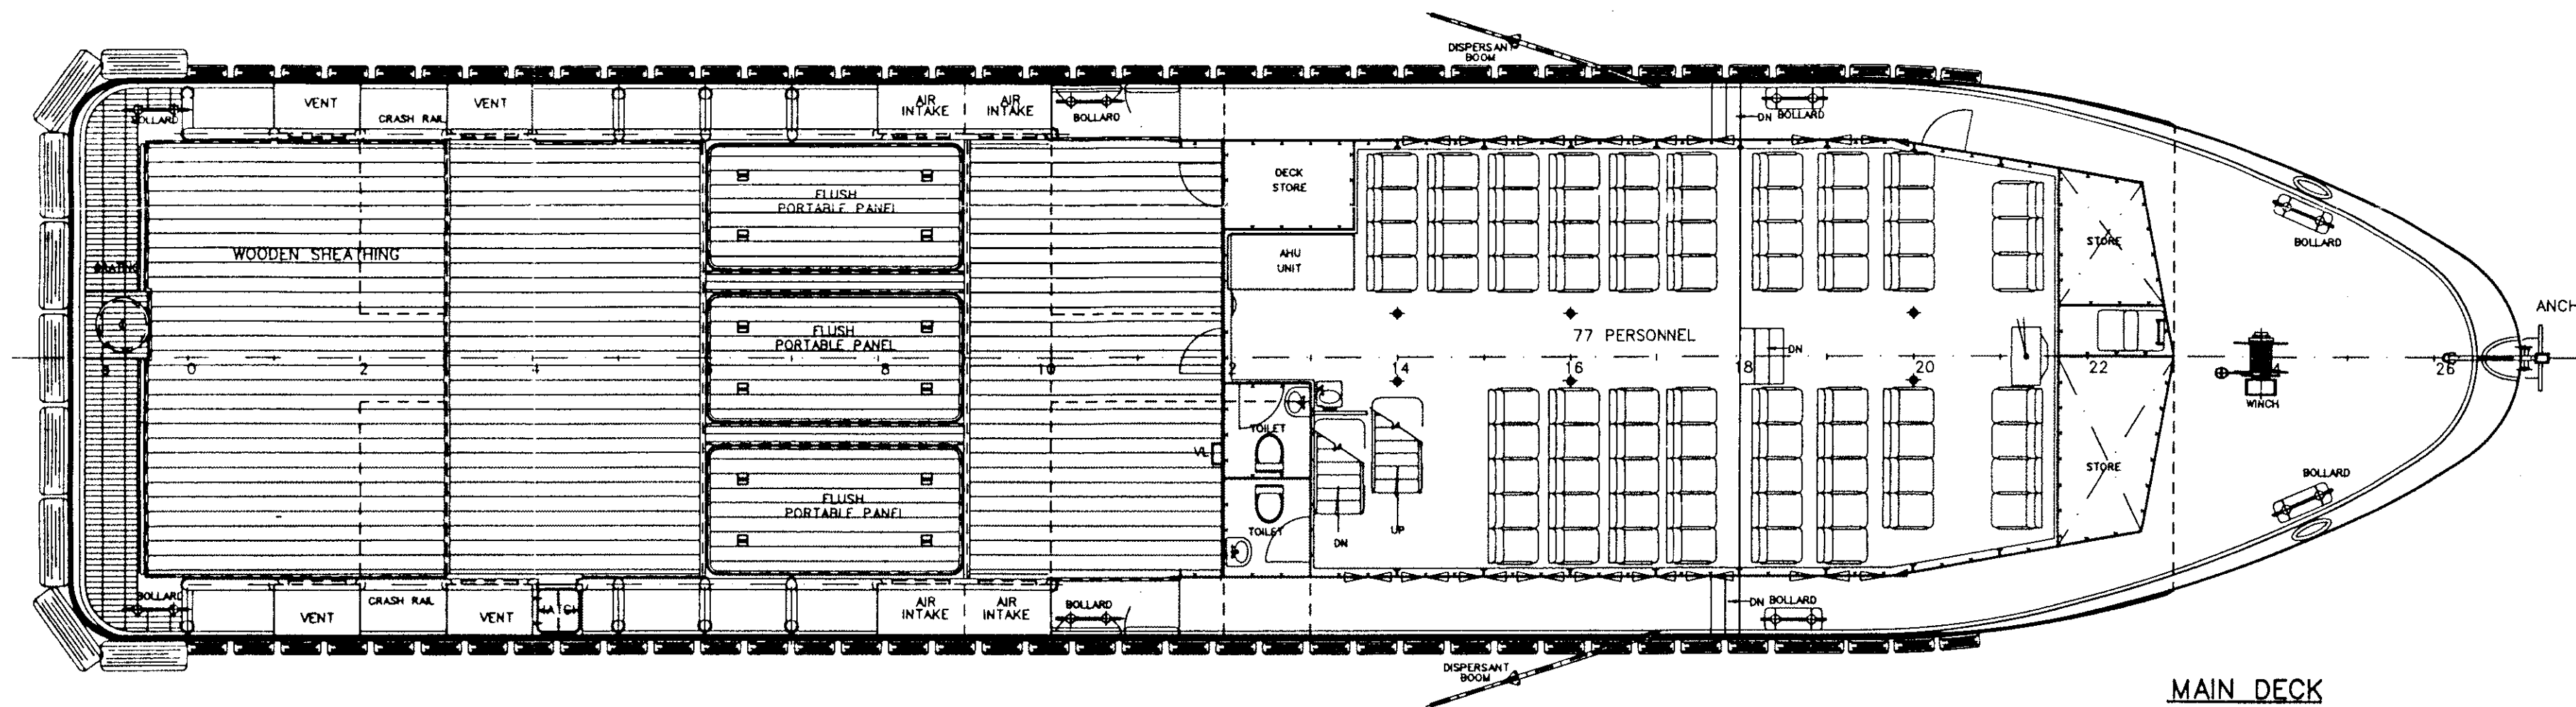 DISPERSANT
BOOM
VENT
VENT
CRASH RAIL
AIR
INTAKE
AIR
INTAKE
BOLLARD
BOLLARD
DN BOLLARD
DECK
STORE
FLUSH
PORTABLE PANEL
WOODEN SHEATHING
AHU
UNIT
STORE
BOLLARD
ANCH
77 PERSONNEL
FLUSH
PORTABLE PANEL
DN
0
2
4
8
10
14
16
18
20
22
26
WINCH
TOILET
VL
STORE
BOLLARD
FLUSH
PORTABLE PANEL
TOILET
DN
UP
BOLLARD
CRASH RAIL
VENT
VENT
AIR
INTAKE
AIR
INTAKE
BOLLARD
DN BOLLARD
DISPERSANT
BOOM
MAIN DECK